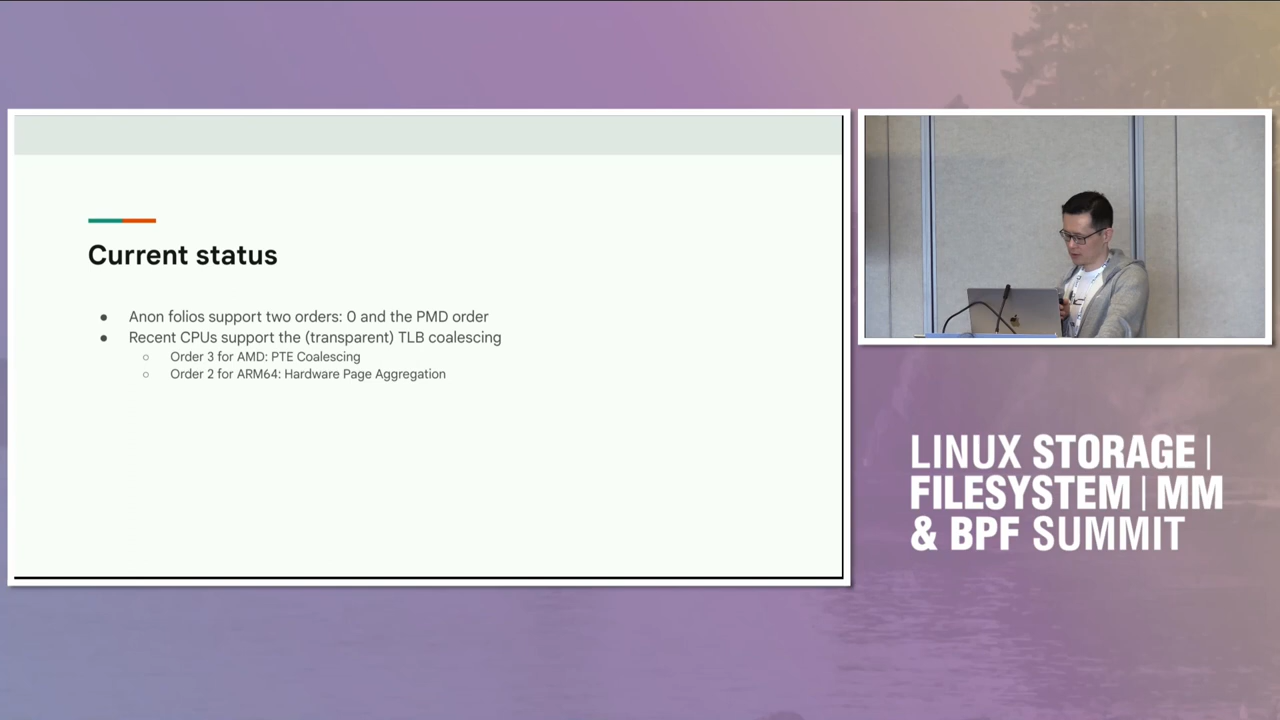 Current status
● Anon folios support two orders: 0 and the PMD order
● Recent CPUs support the (transparent) TLB coalescing
○ Order 3 for AMD: PTE Coalescing
○ Order 2 for ARM64: Hardware Page Aggregation
LINUX STORAGE |
FILESYSTEM | MM
& BPF SUMMIT